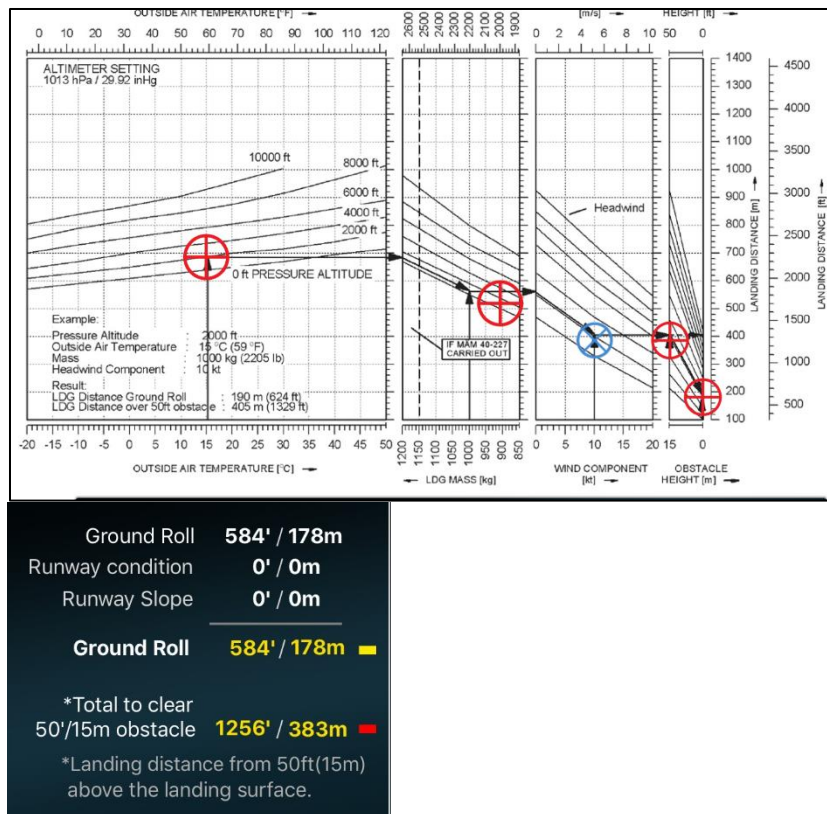 OUTSIDE AIR TEMPERATURE [°F]
[m/s]
HEIGHT [ft]
0 10 20 30 40 50 60 70 80 90 100 110 120
2600 2500 2400 2300 2200 2100 2000 1900
0 2 4 6 8 10
50 0
ALTIMETER SETTING
1013 hPa / 29.92 inHg
10000 ft
8000 ft
6000 ft
4000 ft
2000 ft
0 ft PRESSURE ALTITUDE
Headwind
IF MÄM 40-227
CARRIED OUT
Example:
Pressure Altitude : 2000 ft
Outside Air Temperature : 15 °C (59 °F)
Mass : 1000 kg (2205 lb)
Headwind Component : 10 kt
Result:
LDG Distance Ground Roll : 190 m (624 ft)
LDG Distance over 50ft obstacle : 405 m (1329 ft)
1400
1300
1200
1100
1000
900
800
700
600
500
400
300
200
100
LANDING DISTANCE [m]
4500
4000
3500
3000
2500
2000
1500
1000
500
LANDING DISTANCE [ft]
-20 -15 -10 -5 0 5 10 15 20 25 30 35 40 45 50
1200 1150 1100 1050 1000 950 900 850
0 5 10 15 20
15 0
OUTSIDE AIR TEMPERATURE [°C]
LDG MASS [kg]
WIND COMPONENT
[kt]
OBSTACLE
HEIGHT [m]
Ground Roll 584' / 178m
Runway condition 0' / 0m
Runway Slope 0' / 0m
Ground Roll 584' / 178m
*Total to clear
50'/15m obstacle 1256' / 383m
*Landing distance from 50ft(15m)
above the landing surface.